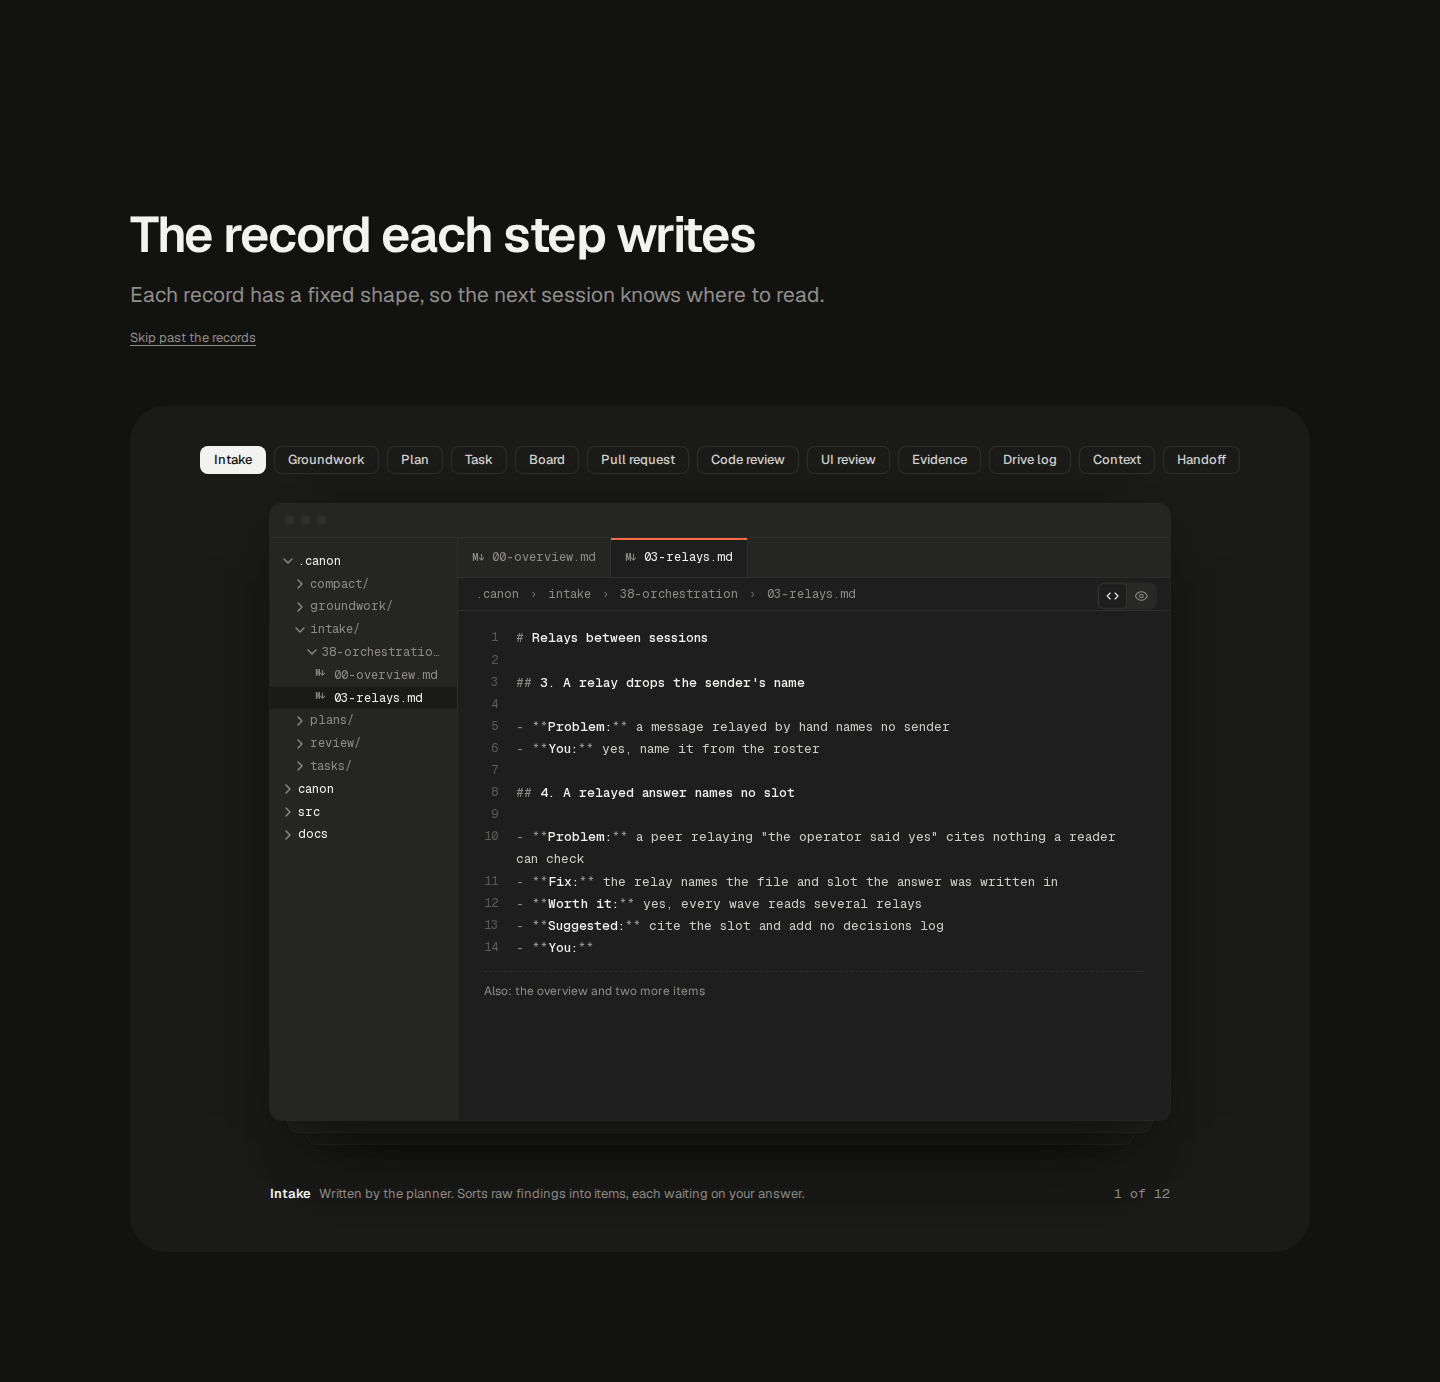 The record each step writes
Each record has a fixed shape, so the next session knows where to read.
Skip past the records
Intake
Groundwork
Plan
Task
Board
Pull request
Code review
UI review
Evidence
Drive log
Context
Handoff
.canon
compact/
groundwork/
intake/
38-orchestratio…
M↓ 00-overview.md
M↓ 03-relays.md
plans/
review/
tasks/
canon
src
docs
M↓ 00-overview.md
M↓ 03-relays.md
.canon › intake › 38-orchestration › 03-relays.md
1 # Relays between sessions
2
3 ## 3. A relay drops the sender's name
4
5 - **Problem:** a message relayed by hand names no sender
6 - **You:** yes, name it from the roster
7
8 ## 4. A relayed answer names no slot
9
10 - **Problem:** a peer relaying "the operator said yes" cites nothing a reader
can check
11 - **Fix:** the relay names the file and slot the answer was written in
12 - **Worth it:** yes, every wave reads several relays
13 - **Suggested:** cite the slot and add no decisions log
14 - **You:**
Also: the overview and two more items
Intake Written by the planner. Sorts raw findings into items, each waiting on your answer.
1 of 12